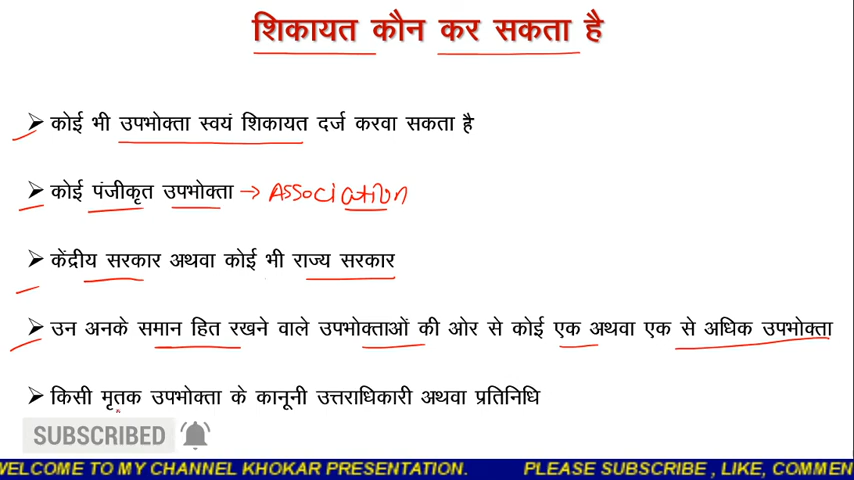 शिकायत कौन कर सकता है
➢ कोई भी उपभोक्ता स्वयं शिकायत दर्ज करवा सकता है
➢ कोई पंजीकृत उपभोक्ता → Association
➢ केंद्रीय सरकार अथवा कोई भी राज्य सरकार
➢ उन अनके समान हित रखने वाले उपभोक्ताओं की ओर से कोई एक अथवा एक से अधिक उपभोक्ता
➢ किसी मृतक उपभोक्ता के कानूनी उत्तराधिकारी अथवा प्रतिनिधि
SUBSCRIBED
WELCOME TO MY CHANNEL KHOKAR PRESENTATION. PLEASE SUBSCRIBE , LIKE, COMMEN